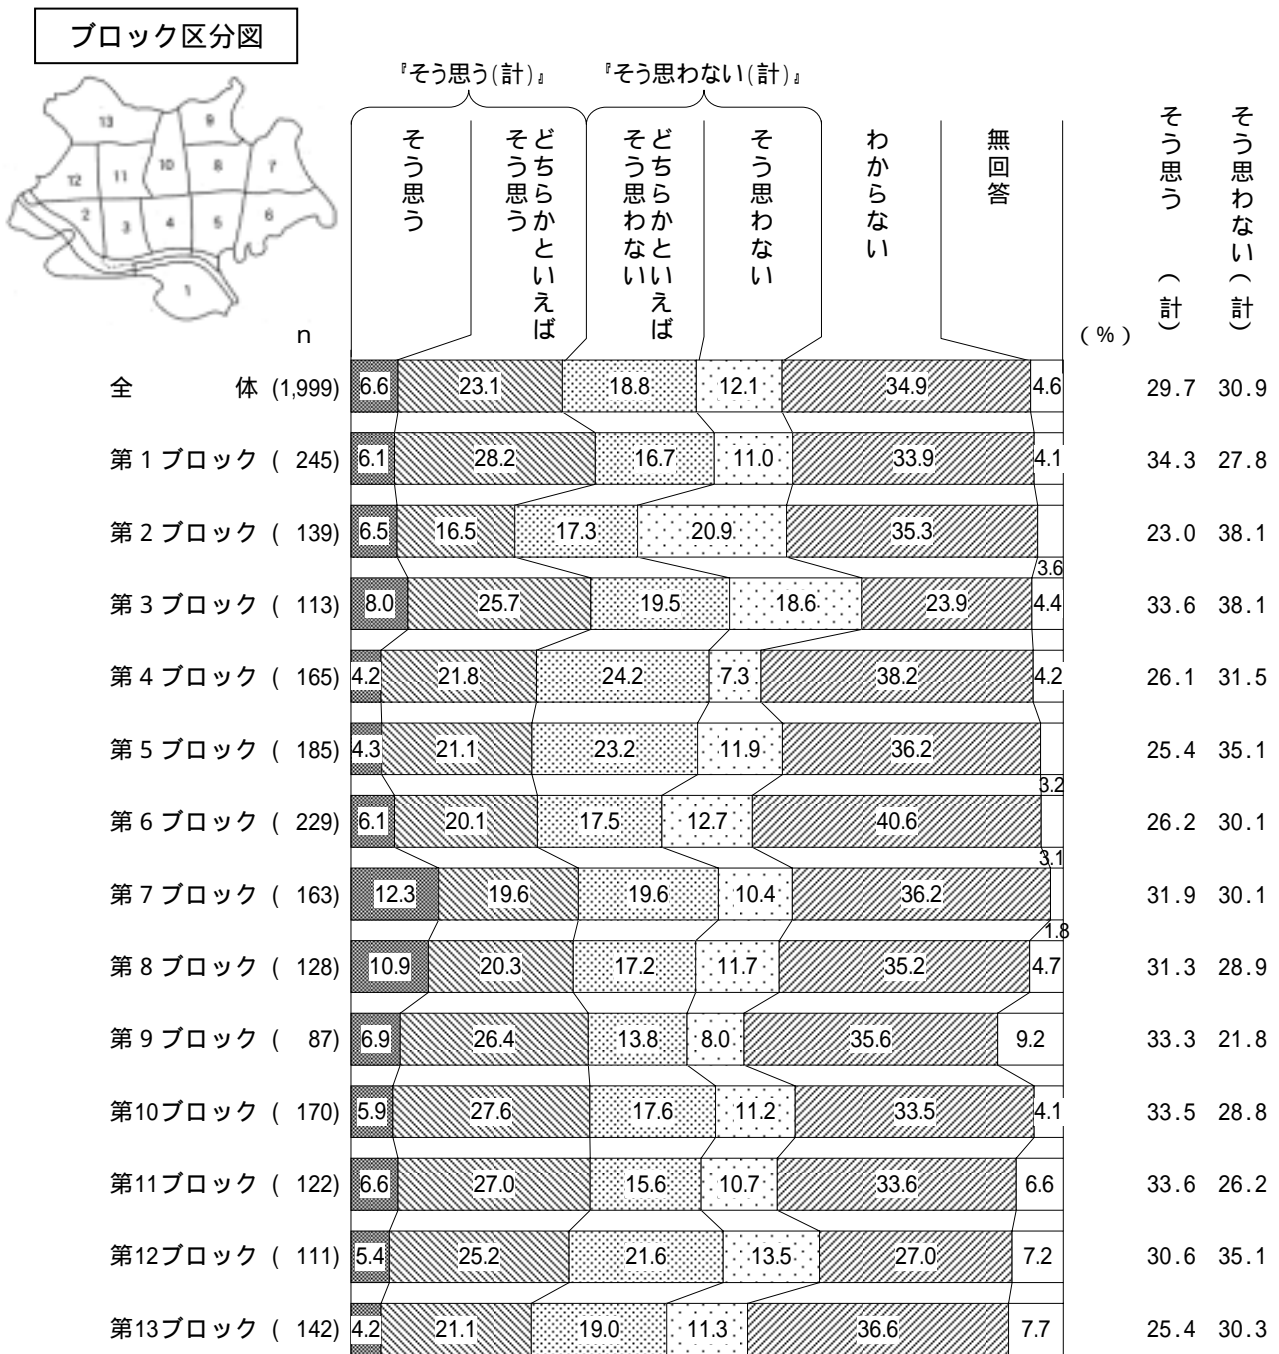 ブロック区分図
13
9
12
11
10
8
7
2
3
4
5
6
1
『そう思う(計)』
『そう思わない(計)』
そう思う
どちらかといえば
そう思う
どちらかといえば
そう思わない
そう思わない
わからない
無回答
そう思う(計)
そう思わない(計)
n
(%)
全体 (1,999) 6.6 23.1 18.8 12.1 34.9 4.6 29.7 30.9
第1ブロック ( 245) 6.1 28.2 16.7 11.0 33.9 4.1 34.3 27.8
第2ブロック ( 139) 6.5 16.5 17.3 20.9 35.3 3.6 23.0 38.1
第3ブロック ( 113) 8.0 25.7 19.5 18.6 23.9 4.4 33.6 38.1
第4ブロック ( 165) 4.2 21.8 24.2 7.3 38.2 4.2 26.1 31.5
第5ブロック ( 185) 4.3 21.1 23.2 11.9 36.2 3.2 25.4 35.1
第6ブロック ( 229) 6.1 20.1 17.5 12.7 40.6 3.1 26.2 30.1
第7ブロック ( 163) 12.3 19.6 19.6 10.4 36.2 1.8 31.9 30.1
第8ブロック ( 128) 10.9 20.3 17.2 11.7 35.2 4.7 31.3 28.9
第9ブロック ( 87) 6.9 26.4 13.8 8.0 35.6 9.2 33.3 21.8
第10ブロック ( 170) 5.9 27.6 17.6 11.2 33.5 4.1 33.5 28.8
第11ブロック ( 122) 6.6 27.0 15.6 10.7 33.6 6.6 33.6 26.2
第12ブロック ( 111) 5.4 25.2 21.6 13.5 27.0 7.2 30.6 35.1
第13ブロック ( 142) 4.2 21.1 19.0 11.3 36.6 7.7 25.4 30.3